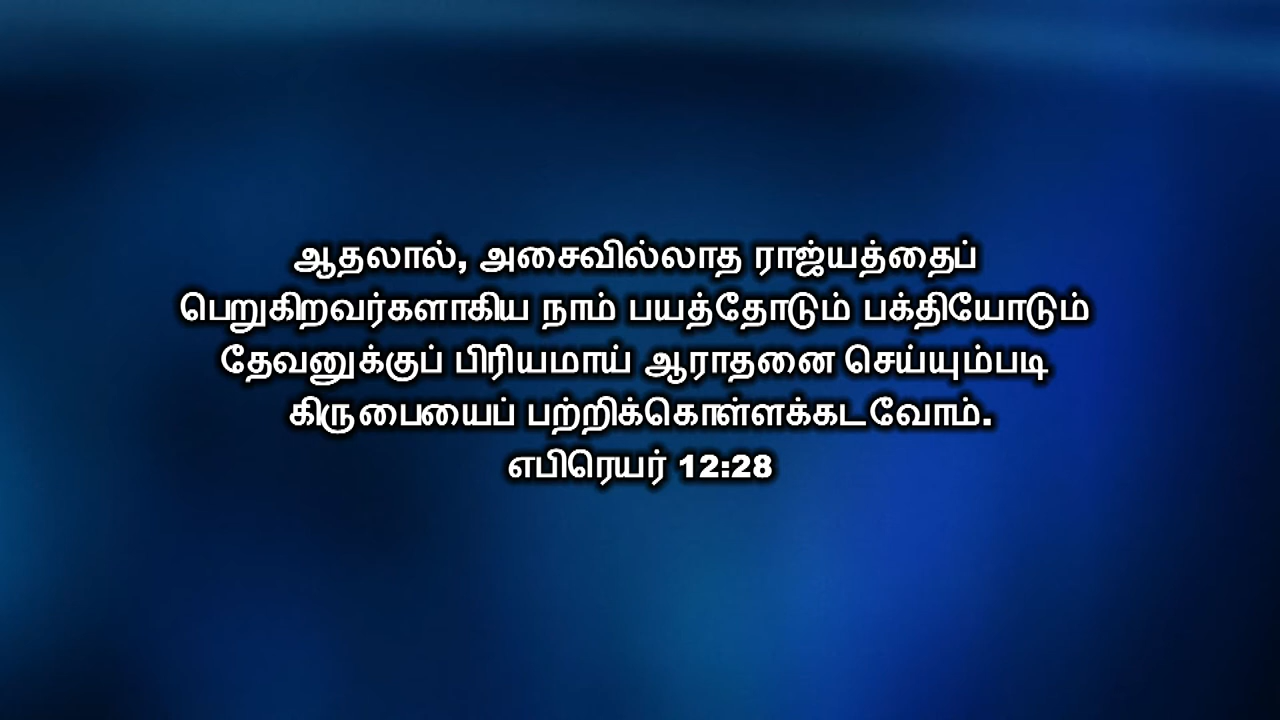 ஆதலால், அசைவில்லாத ராஜ்யத்தைப்
பெறுகிறவர்களாகிய நாம் பயத்தோடும் பக்தியோடும்
தேவனுக்குப் பிரியமாய் ஆராதனை செய்யும்படி
கிருபையைப் பற்றிக்கொள்ளக்கடவோம்.
எபிரெயர் 12:28